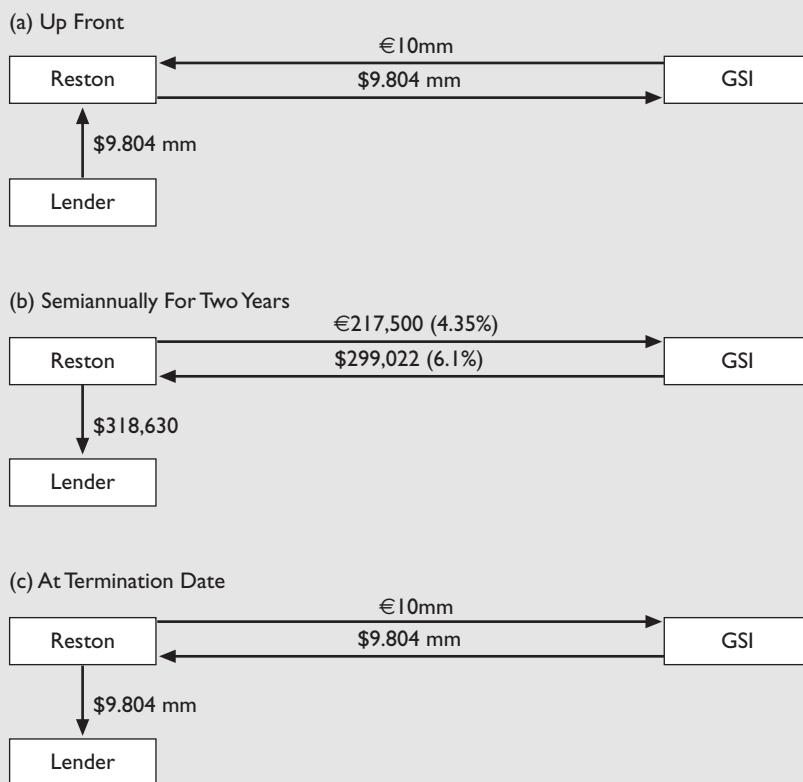 (a) Up Front
€10mm
Reston
GSI
$9.804 mm
$9.804 mm
Lender
(b) Semiannually For Two Years
€217,500 (4.35%)
Reston
GSI
$299,022 (6.1%)
$318,630
Lender
(c) At Termination Date
€10mm
Reston
GSI
$9.804 mm
$9.804 mm
Lender